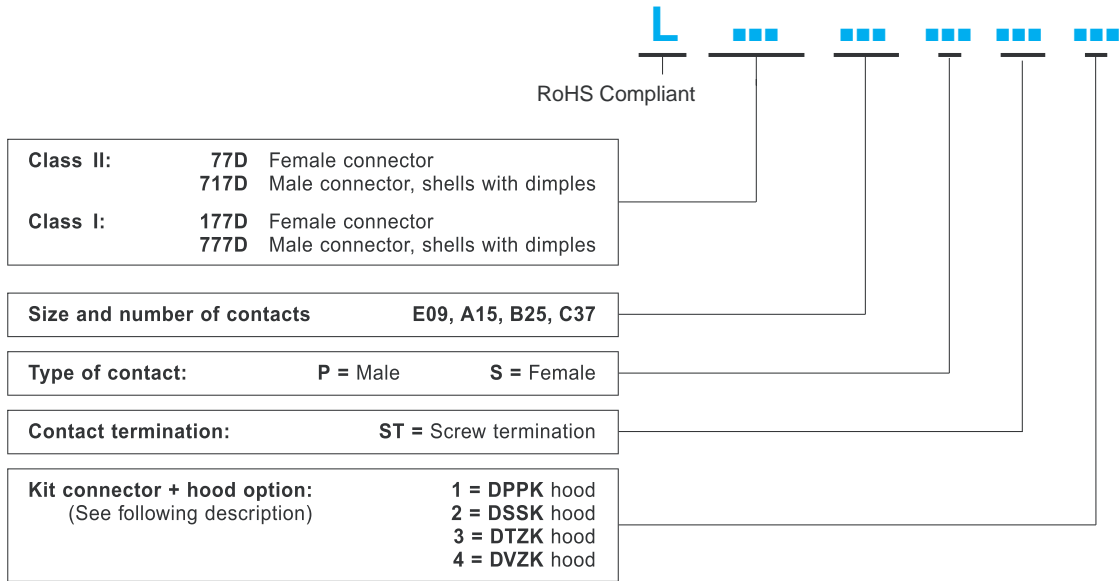 L
RoHS Compliant
Class II: 77D Female connector
717D Male connector, shells with dimples
Class I: 177D Female connector
777D Male connector, shells with dimples
Size and number of contacts E09, A15, B25, C37
Type of contact: P = Male S = Female
Contact termination: ST = Screw termination
Kit connector + hood option: 1 = DPPK hood
(See following description) 2 = DSSK hood
3 = DTZK hood
4 = DVZK hood